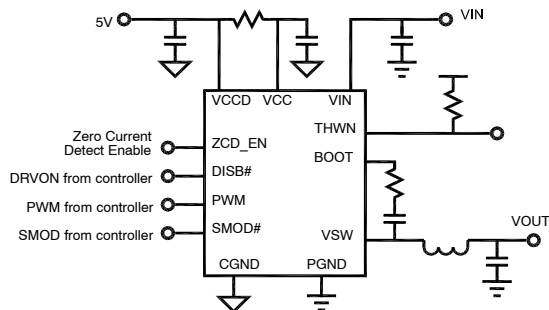 5V
VIN
VCCD VCC VIN
THWN
Zero Current
Detect Enable
ZCD_EN
BOOT
DRVON from controller
DISB#
PWM from controller
PWM
SMOD from controller
SMOD#
VSW
VOUT
CGND PGND